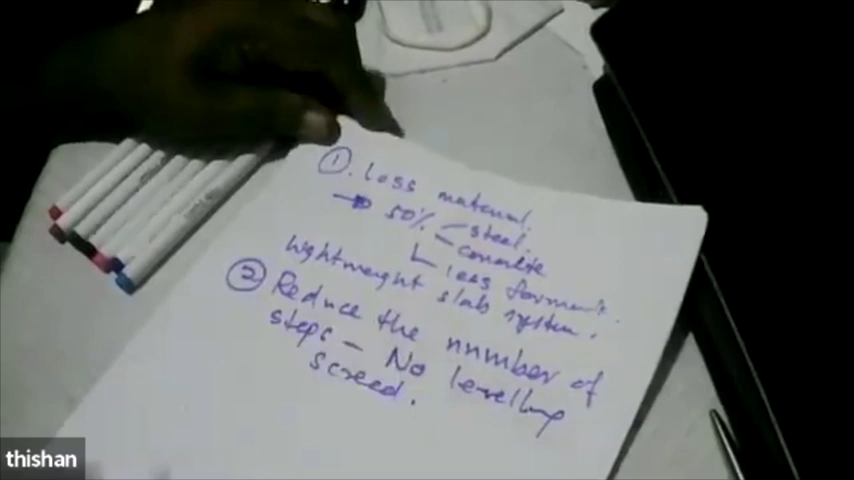 ① . Less material.
→ 50% - steel.
- concrete
less formwork.
lightweight slab system.
② Reduce the number of
steps - No levelling
screed.
thishan